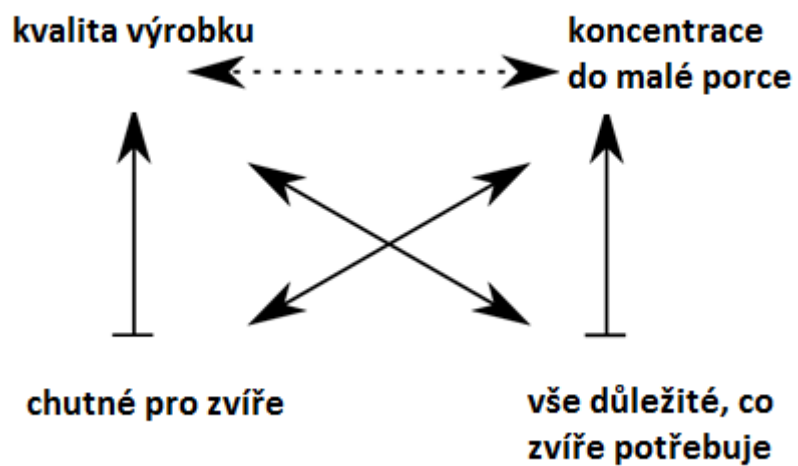 kvalita výrobku
koncentrace
do malé porce
chutné pro zvíře
vše důležité, co
zvíře potřebuje